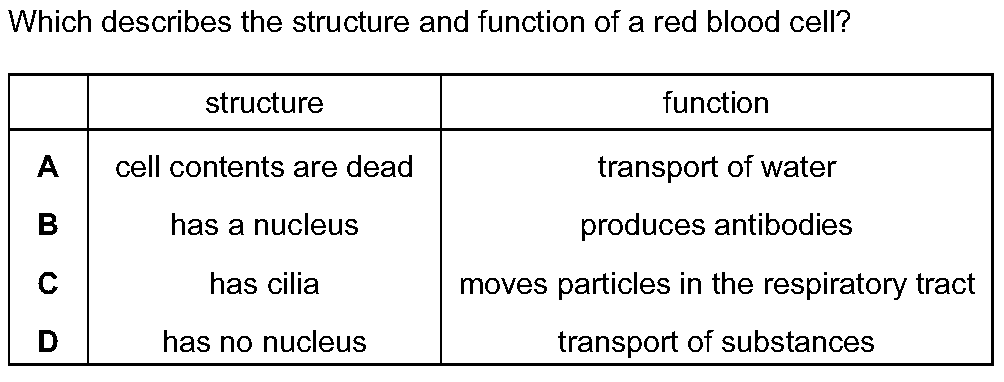 Which describes the structure and function of a red blood cell?
structure function
A cell contents are dead transport of water
B has a nucleus produces antibodies
C has cilia moves particles in the respiratory tract
D has no nucleus transport of substances